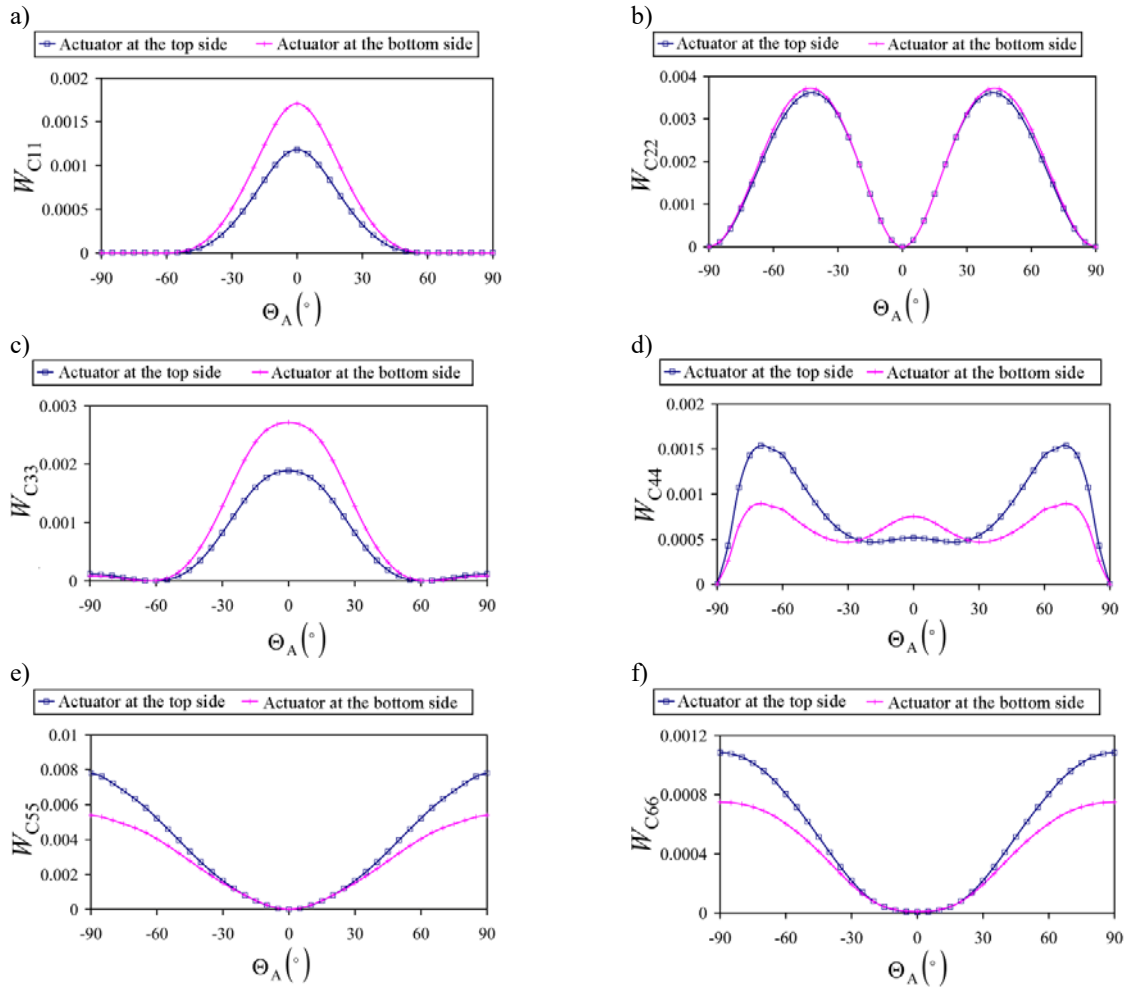 a)
Actuator at the top side Actuator at the bottom side
0.002
0.0015
0.001
0.0005
0
W_C11
-90 -60 -30 0 30 60 90
Θ_A (°)
b)
Actuator at the top side Actuator at the bottom side
0.004
0.003
0.002
0.001
0
W_C22
-90 -60 -30 0 30 60 90
Θ_A (°)
c)
Actuator at the top side Actuator at the bottom side
0.003
0.002
0.001
0
W_C33
-90 -60 -30 0 30 60 90
Θ_A (°)
d)
Actuator at the top side Actuator at the bottom side
0.002
0.0015
0.001
0.0005
0
W_C44
-90 -60 -30 0 30 60 90
Θ_A (°)
e)
Actuator at the top side Actuator at the bottom side
0.01
0.008
0.006
0.004
0.002
0
W_C55
-90 -60 -30 0 30 60 90
Θ_A (°)
f)
Actuator at the top side Actuator at the bottom side
0.0012
0.0008
0.0004
0
W_C66
-90 -60 -30 0 30 60 90
Θ_A (°)